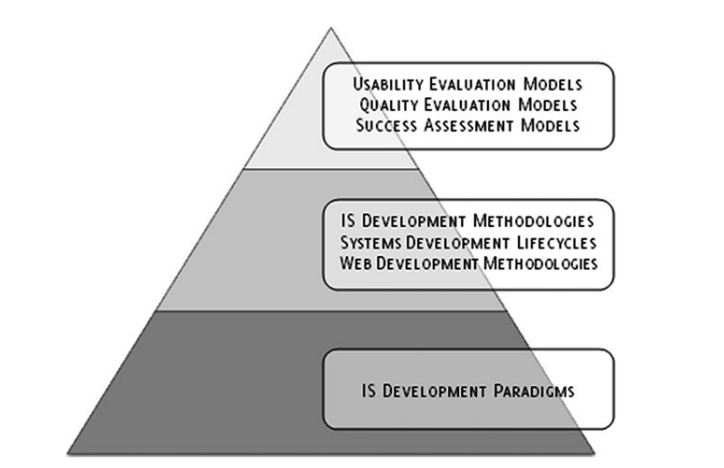 Usability Evaluation Models
Quality Evaluation Models
Success Assessment Models
IS Development Methodologies
Systems Development Lifecycles
Web Development Methodologies
IS Development Paradigms